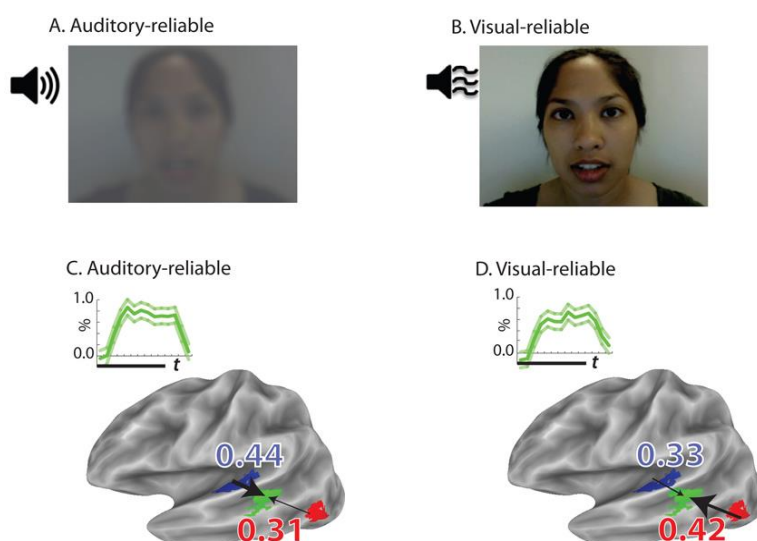 A. Auditory-reliable
B. Visual-reliable
C. Auditory-reliable
D. Visual-reliable
1.0
%
0.0
t
1.0
%
0.0
t
0.44
0.31
0.33
0.42